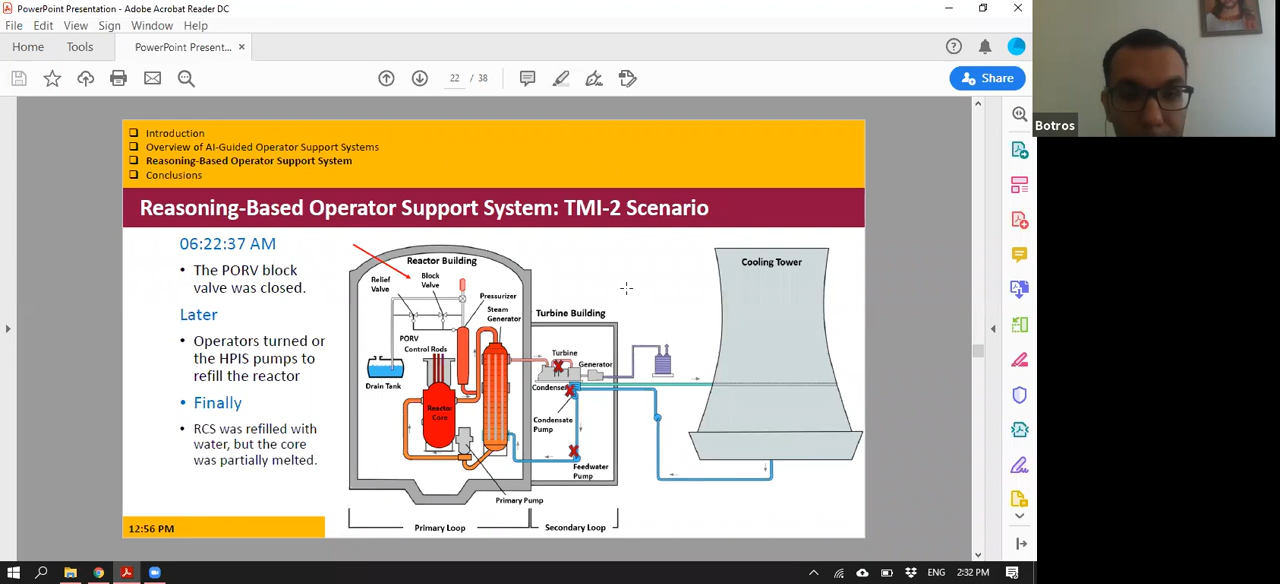 PowerPoint Presentation - Adobe Acrobat Reader DC
File Edit View Sign Window Help
Home Tools PowerPoint Present... ×
22 / 38
Share
Botros
Introduction
Overview of AI-Guided Operator Support Systems
Reasoning-Based Operator Support System
Conclusions
Reasoning-Based Operator Support System: TMI-2 Scenario
06:22:37 AM
• The PORV block
valve was closed.
Later
• Operators turned or
the HPIS pumps to
refill the reactor
• Finally
• RCS was refilled with
water, but the core
was partially melted.
12:56 PM
Reactor Building
Relief
Valve
Block
Valve
Pressurizer
Steam
Generator
PORV
Control Rods
Drain Tank
Reactor
Core
Primary Pump
Primary Loop
Turbine Building
Turbine
Generator
Condenser
Condensate
Pump
Feedwater
Pump
Secondary Loop
Cooling Tower
ENG 2:32 PM